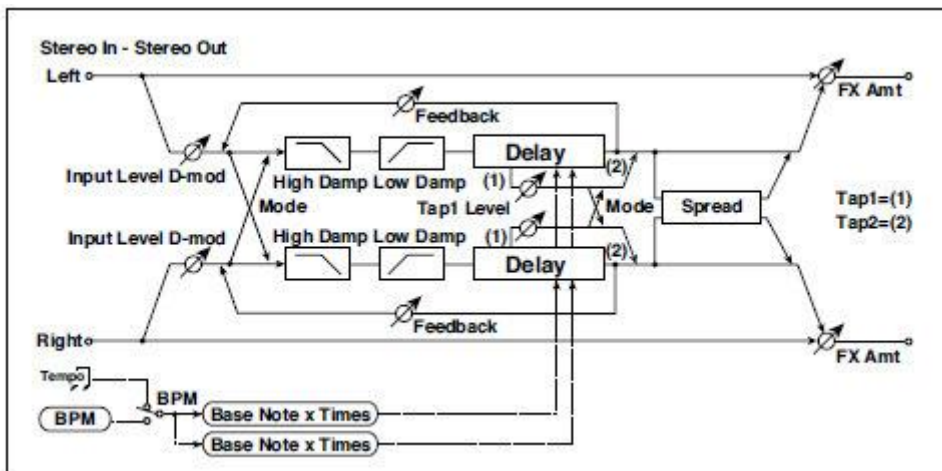 Stereo In - Stereo Out
Left
FX Amt
Feedback
Input Level D-mod
High Damp Low Damp
Delay
(1)
(2)
Mode
Tap1 Level
Mode
Spread
Tap1=(1)
Tap2=(2)
Input Level D-mod
High Damp Low Damp
(1)
(2)
Delay
Feedback
Right
FX Amt
Tempo
BPM
BPM
Base Note x Times
Base Note x Times